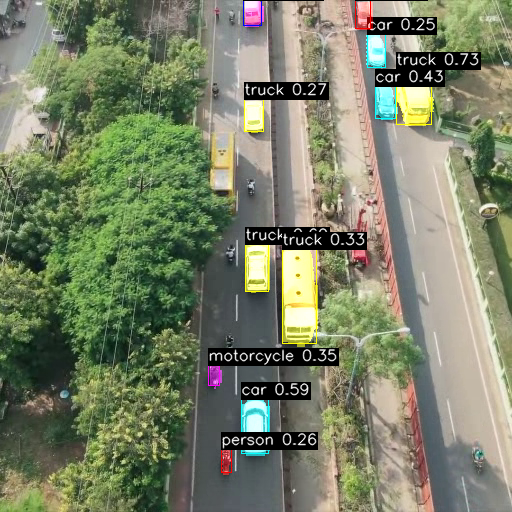 car 0.25
truck 0.73
car 0.43
truck 0.27
truck
truck 0.33
motorcycle 0.35
car 0.59
person 0.26